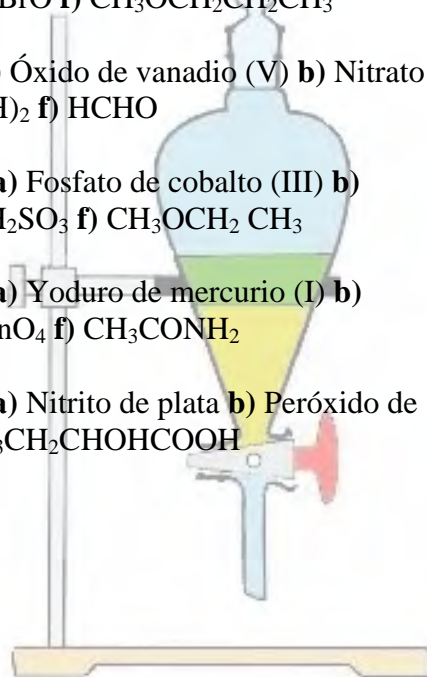 BrO f) CH₃OCH₂CH₂CH₃
) Óxido de vanadio (V) b) Nitrato
H)₂ f) HCHO
a) Fosfato de cobalto (III) b)
H₂SO₃ f) CH₃OCH₂ CH₃
a) Yoduro de mercurio (I) b)
nO₄ f) CH₃CONH₂
a) Nitrito de plata b) Peróxido de
₃CH₂CHOHCOOH